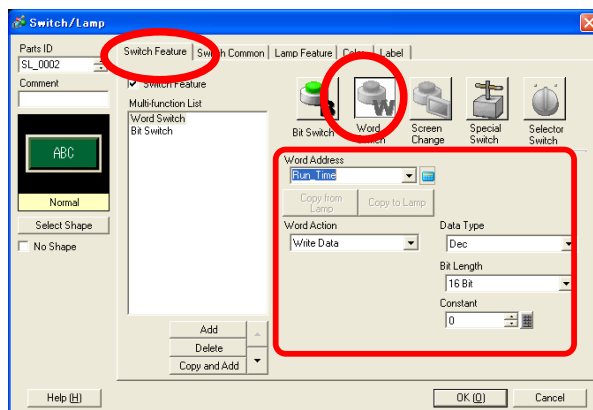 Switch/Lamp
Parts ID
SL_0002
Comment
ABC
Normal
Select Shape
No Shape
Help (H)
Switch Feature
Switch Common
Lamp Feature
Color
Label
Switch Feature
Multi-function List
Word Switch
Bit Switch
Add
Delete
Copy and Add
B
W
Bit Switch
Word Switch
Screen Change
Special Switch
Selector Switch
Word Address
Run_Time
Copy from Lamp
Copy to Lamp
Word Action
Write Data
Data Type
Dec
Bit Length
16 Bit
Constant
0
OK (O)
Cancel